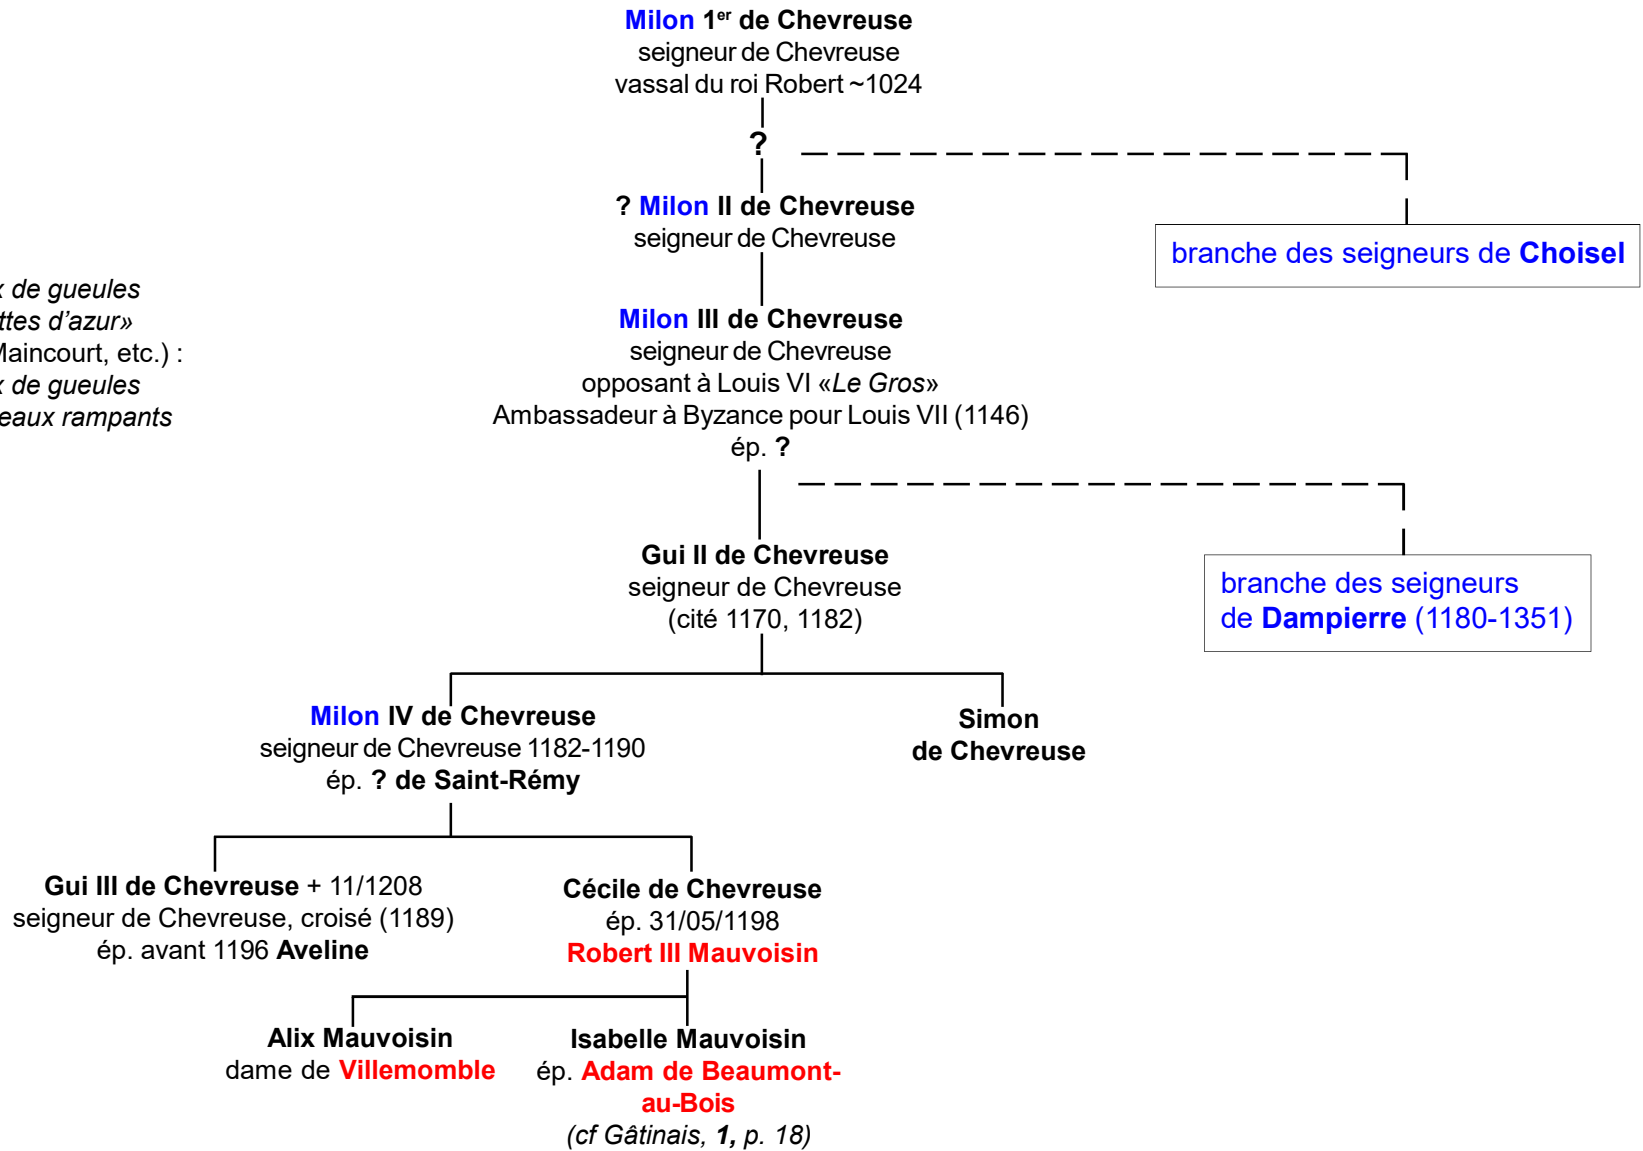 Milon 1er de Chevreuse
seigneur de Chevreuse
vassal du roi Robert ~1024
?
? Milon II de Chevreuse
seigneur de Chevreuse
branche des seigneurs de Choisel
de gueules
d'azur»
Maincourt, etc.) :
de gueules
rampants
Milon III de Chevreuse
seigneur de Chevreuse
opposant à Louis VI «Le Gros»
Ambassadeur à Byzance pour Louis VII (1146)
ép. ?
Gui II de Chevreuse
seigneur de Chevreuse
(cité 1170, 1182)
branche des seigneurs
de Dampierre (1180-1351)
Milon IV de Chevreuse
seigneur de Chevreuse 1182-1190
ép. ? de Saint-Rémy
Simon
de Chevreuse
Gui III de Chevreuse + 11/1208
seigneur de Chevreuse, croisé (1189)
ép. avant 1196 Aveline
Cécile de Chevreuse
ép. 31/05/1198
Robert III Mauvoisin
Alix Mauvoisin
dame de Villemomble
Isabelle Mauvoisin
ép. Adam de Beaumont-
au-Bois
(cf Gâtinais, 1, p. 18)